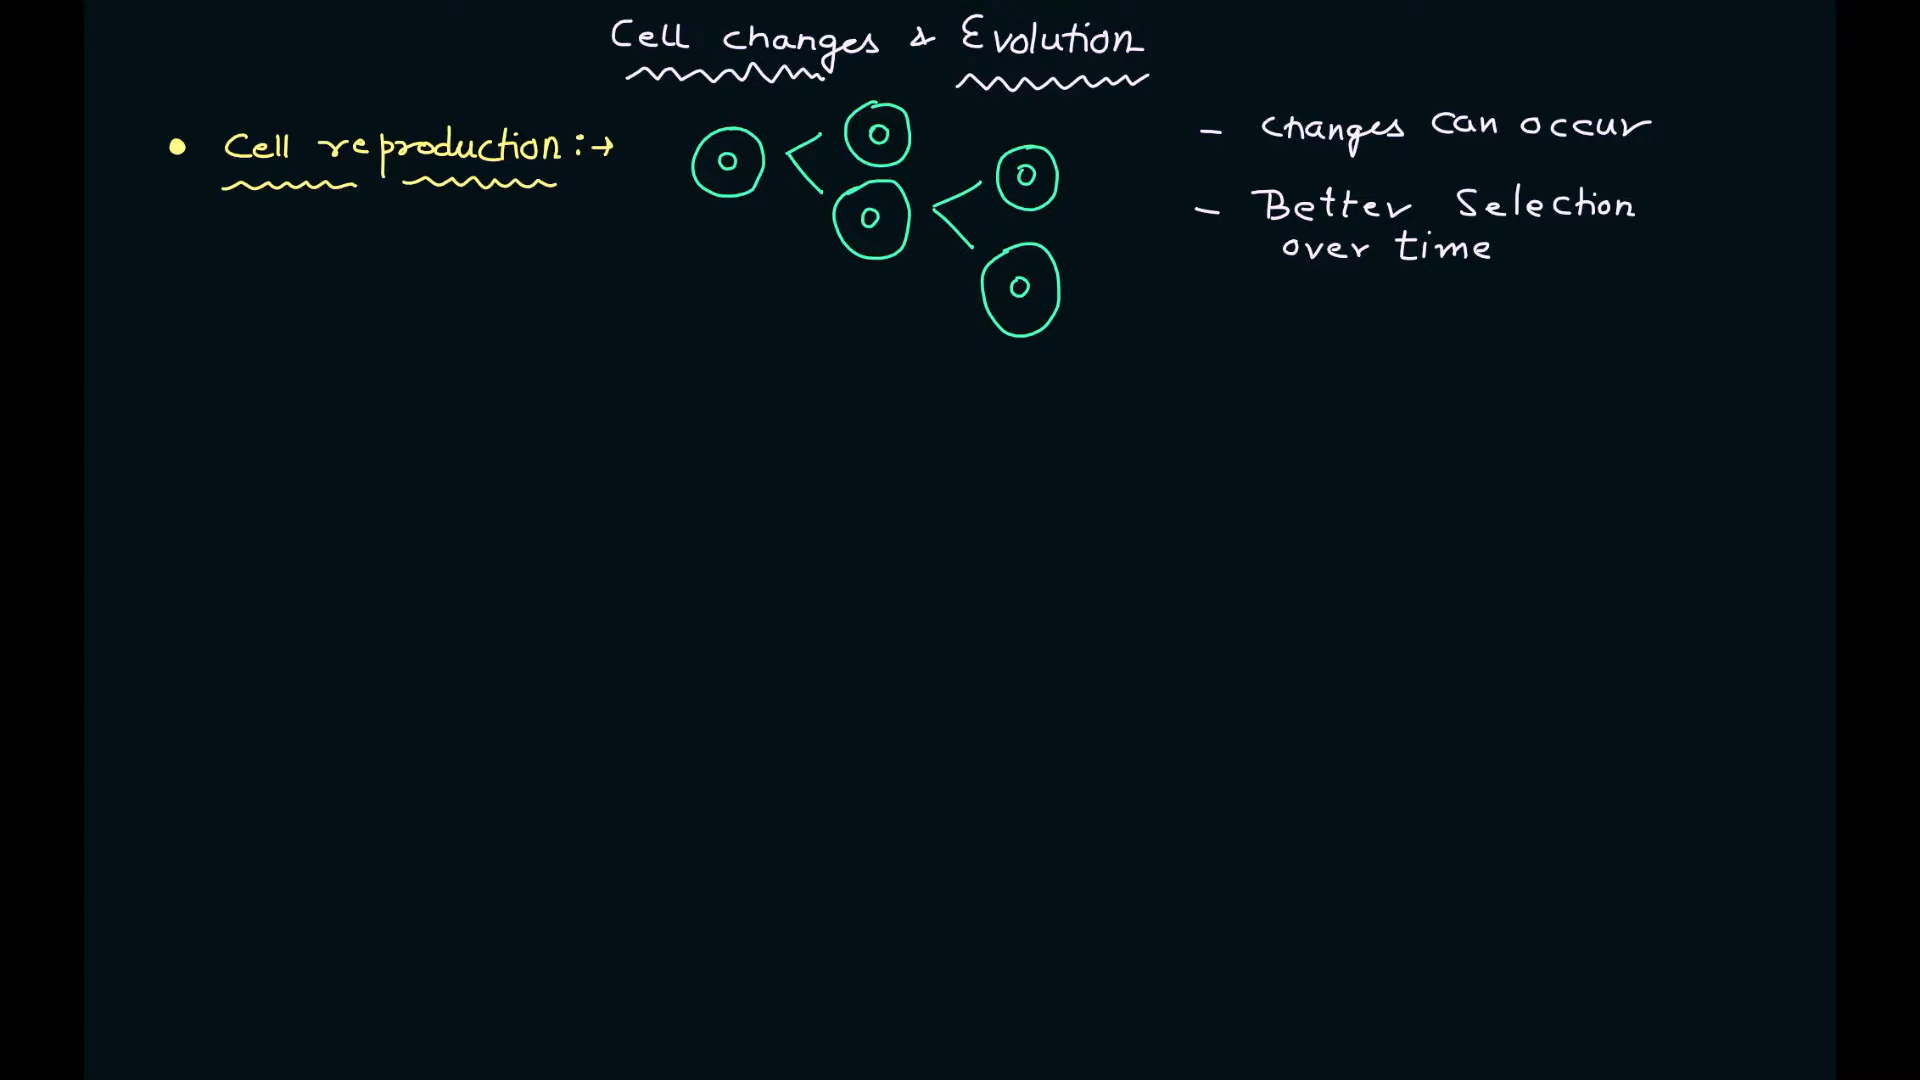 Cell changes & Evolution
• Cell reproduction :→
- Changes can occur
- Better Selection
over time